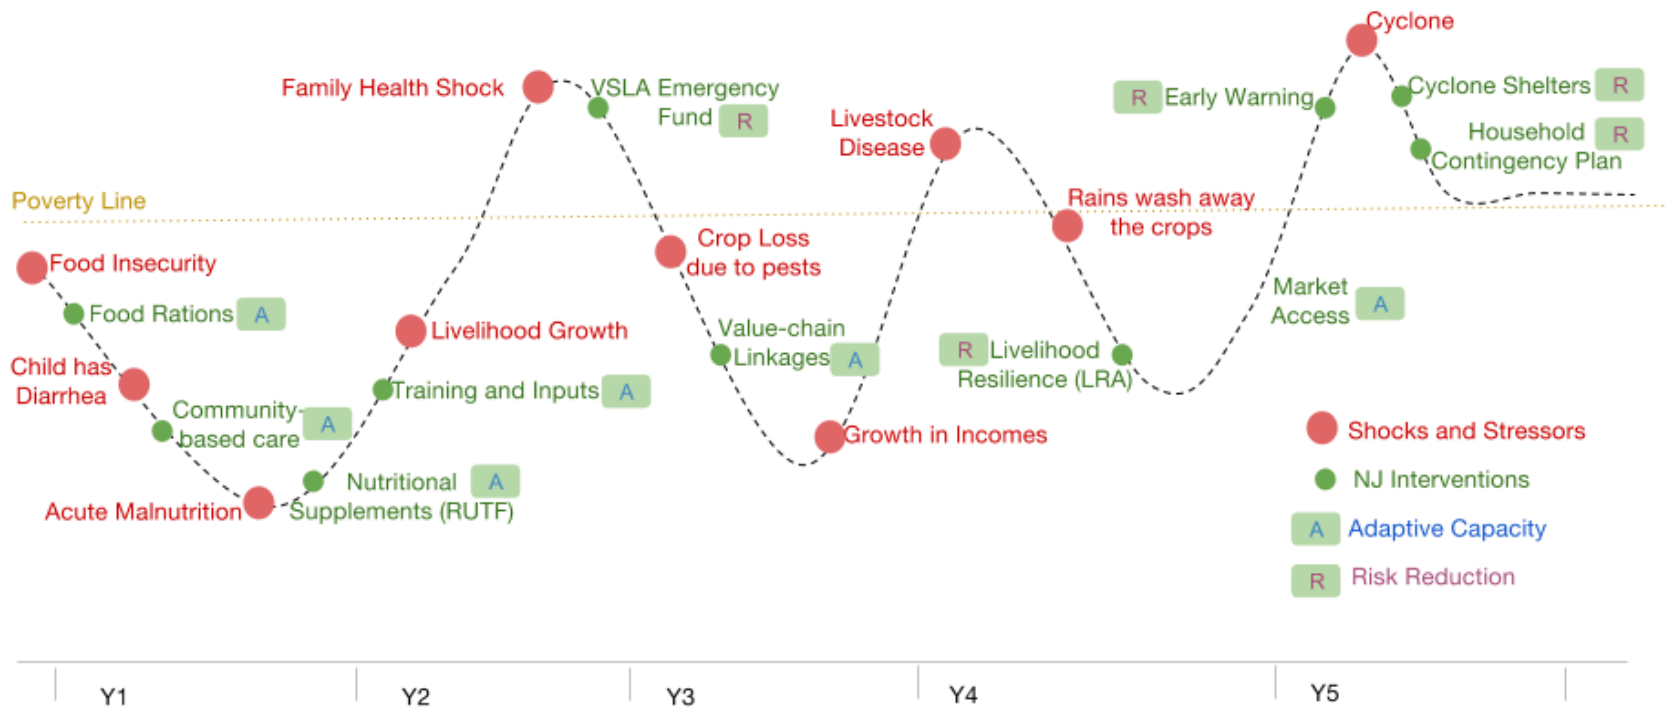 Cyclone
Family Health Shock
VSLA Emergency
Fund R
R Early Warning
Cyclone Shelters R
Livestock
Disease
Household R
Contingency Plan
Poverty Line
Rains wash away
the crops
Food Insecurity
Crop Loss
due to pests
Food Rations A
Market
Access A
Livelihood Growth
Value-chain
Linkages A
R Livelihood
Resilience (LRA)
Child has
Diarrhea
Training and Inputs A
Community-
based care A
Growth in Incomes
Nutritional A
Supplements (RUTF)
Acute Malnutrition
Shocks and Stressors
NJ Interventions
A Adaptive Capacity
R Risk Reduction
Y1 Y2 Y3 Y4 Y5